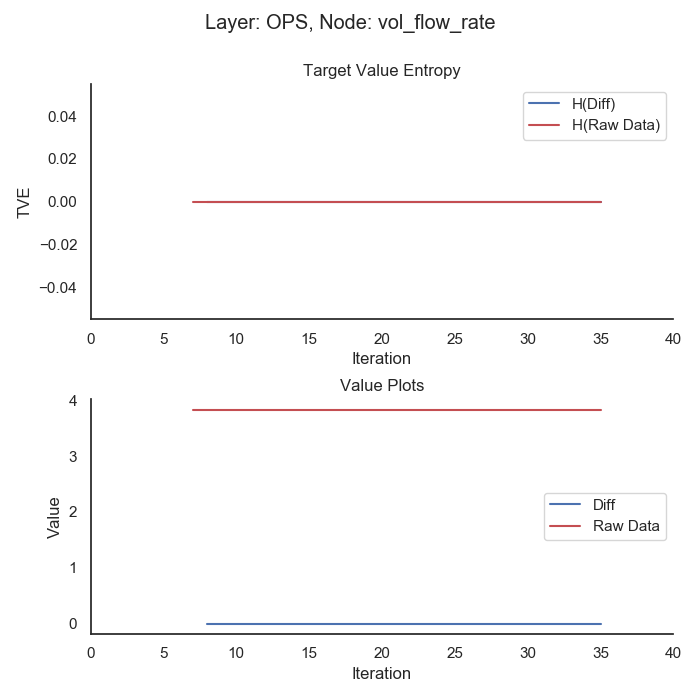 Layer: OPS, Node: vol_flow_rate
Target Value Entropy
H(Diff)
H(Raw Data)
0.04
0.02
0.00
−0.02
−0.04
TVE
0 5 10 15 20 25 30 35 40
Iteration
Value Plots
4
3
2
1
0
Value
Diff
Raw Data
0 5 10 15 20 25 30 35 40
Iteration